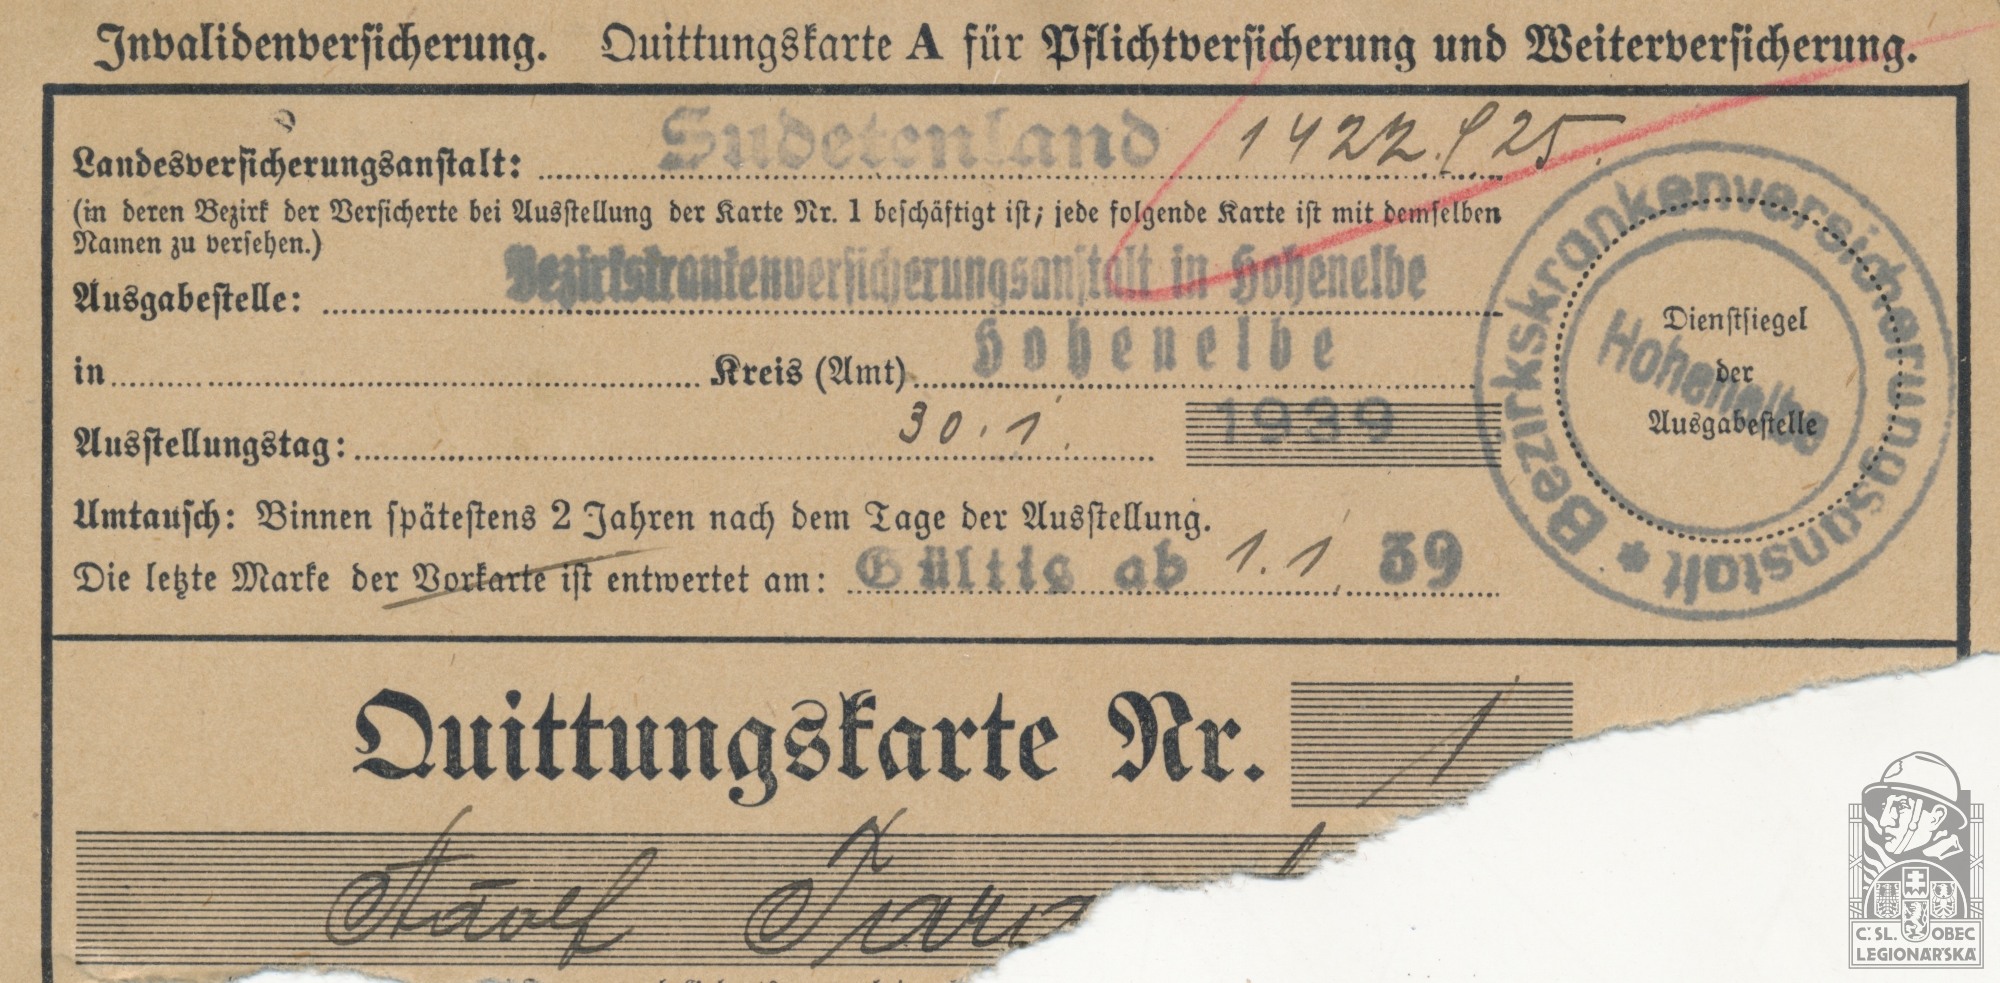 Invalidenversicherung. Quittungskarte A für Pflichtversicherung und Weiterversicherung.
Landesversicherungsanstalt: Sudetenland 1422.
(in deren Bezirk der Versicherte bei Ausstellung der Karte Nr. 1 beschäftigt ist; jede folgende Karte ist mit demselben
Namen zu versehen.)
Ausgabestelle: Bezirkskrankenversicherungsanstalt in Hohenelbe
in Kreis (Amt) Hohenelbe
Ausstellungstag: 30.1. 1939
Umtausch: Binnen spätestens 2 Jahren nach dem Tage der Ausstellung.
Die letzte Marke der Vorkarte ist entwertet am: Gültig ab 1.1. 39
Bezirkskrankenversicherungsanstalt *
Hohenelbe
Dienstsiegel
der
Ausgabestelle
Quittungskarte Nr. 1
Adolf
Č.SL. OBEC
LEGIONÁŘSKÁ